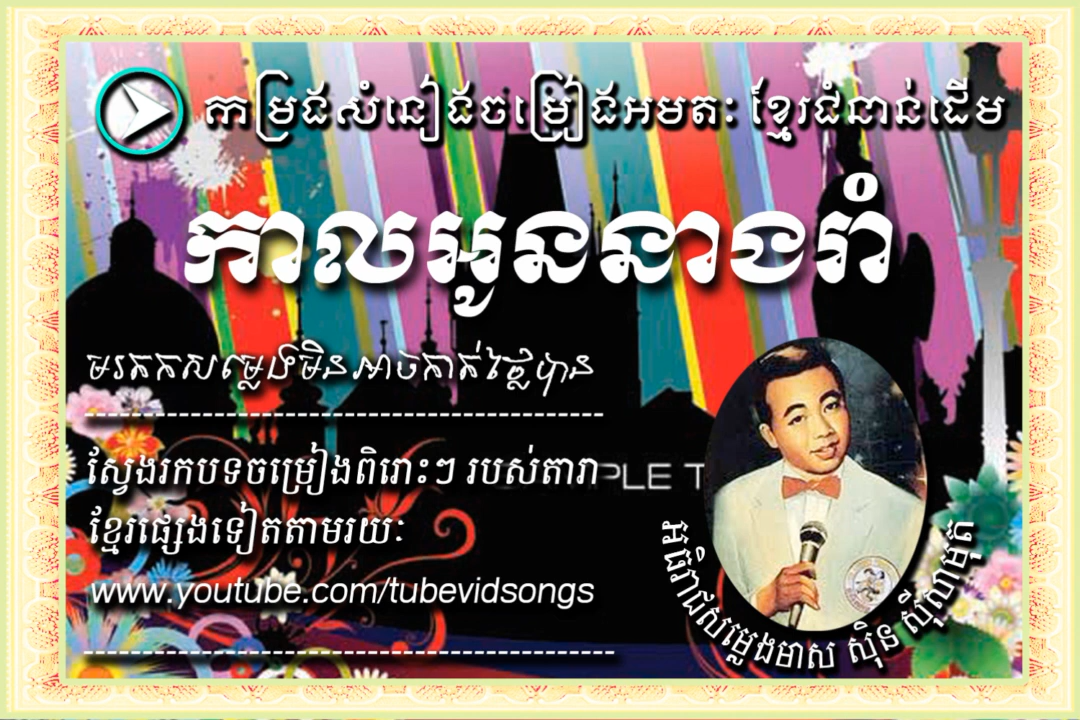 កម្រងសំនៀងចម្រៀងអមតៈ ខ្មែរជំនាន់ដើម
កាលអូននាងរាំ
មរតកសម្លេងមិនអាចកាត់ថ្លៃបាន
ស្វែងរកបទចម្រៀងពិរោះៗ របស់តារា
ខ្មែរផ្សេងទៀតតាមរយៈ
www.youtube.com/tubevidsongs
PLE T
អធិរាជសម្លេងមាស ស៊ិន ស៊ីសាមុត